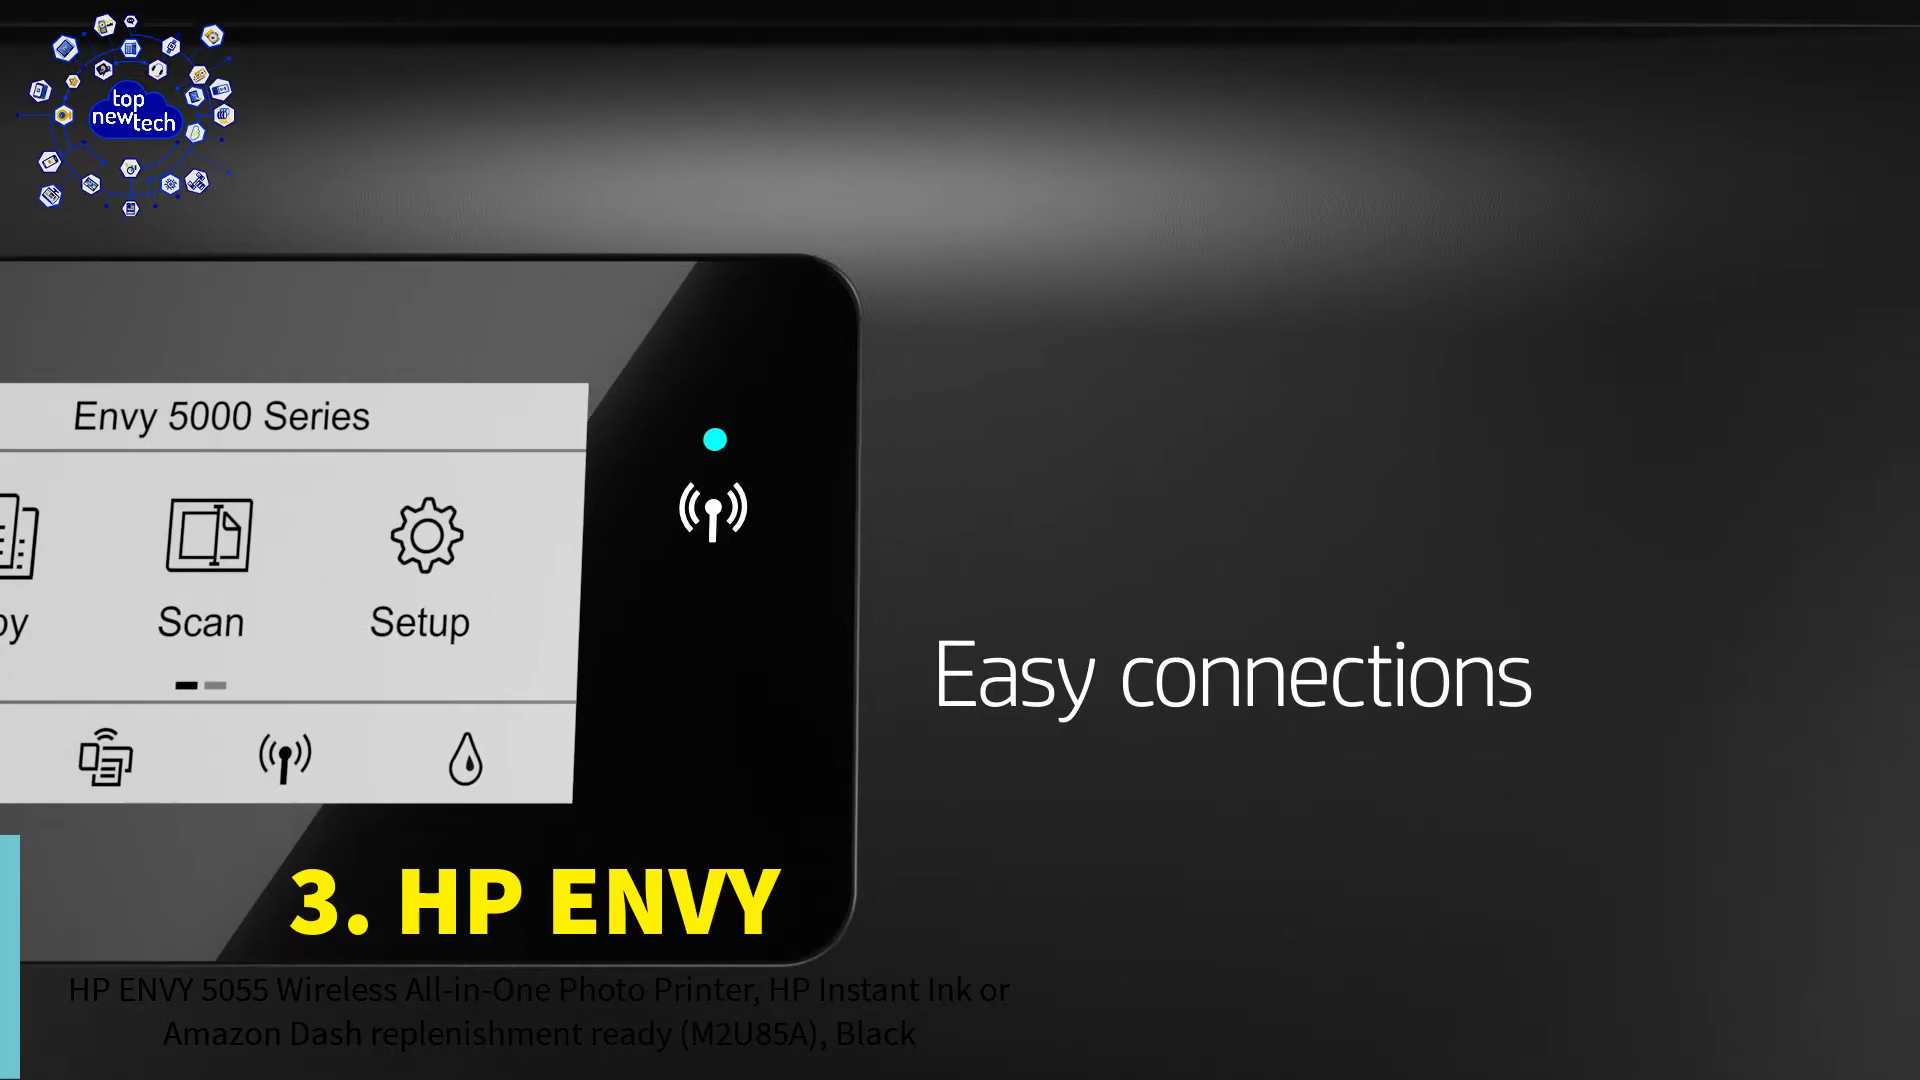 top
newtech
Envy 5000 Series
Scan
Setup
Easy connections
3. HP ENVY
HP ENVY 5055 Wireless All-in-One Photo Printer, HP Instant Ink or
Amazon Dash replenishment ready (M2U85A), Black